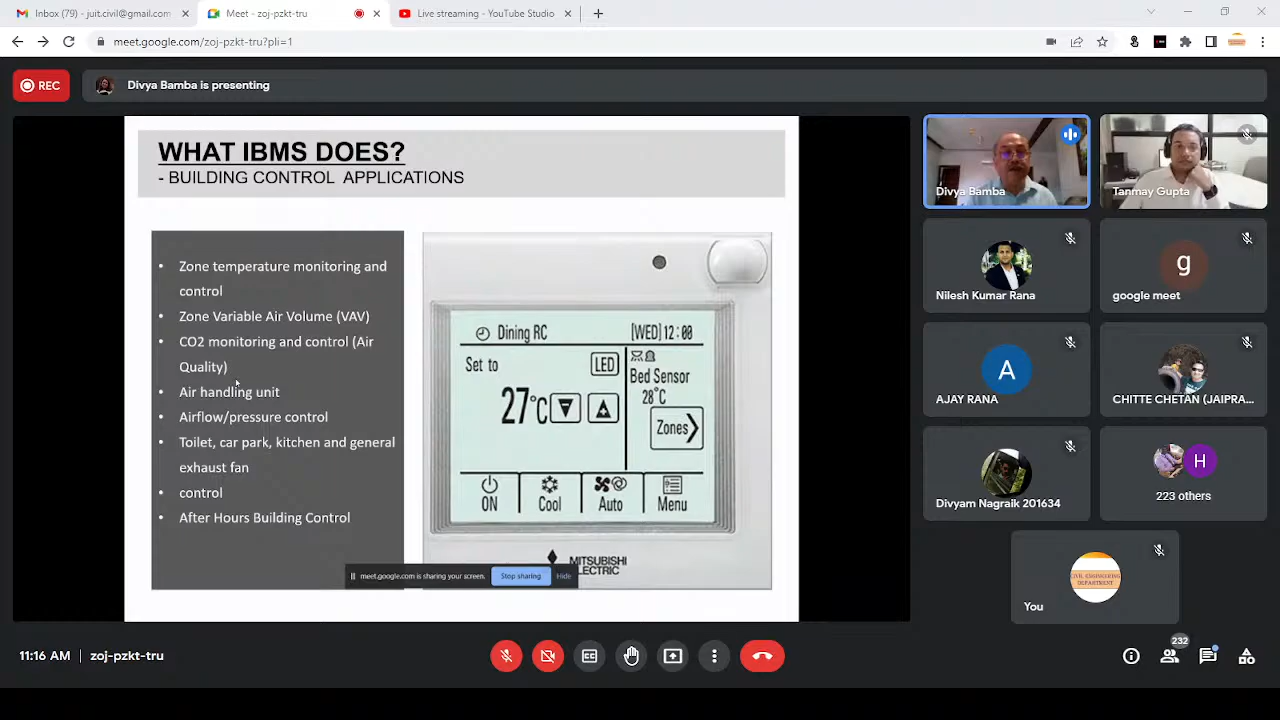 Inbox (79) - juit.civil@gmail.com
Meet - zoj-pzkt-tru
Live streaming - YouTube Studio
meet.google.com/zoj-pzkt-tru?pli=1
REC
Divya Bamba is presenting
WHAT IBMS DOES?
- BUILDING CONTROL APPLICATIONS
• Zone temperature monitoring and
control
• Zone Variable Air Volume (VAV)
• CO2 monitoring and control (Air
Quality)
• Air handling unit
• Airflow/pressure control
• Toilet, car park, kitchen and general
exhaust fan
• control
• After Hours Building Control
Dining RC
[WED]12:00
Set to
LED
Bed Sensor
27°C
28°C
Zones
ON
Cool
Auto
Menu
MITSUBISHI
ELECTRIC
meet.google.com is sharing your screen.
Stop sharing
Hide
Divya Bamba
Tanmay Gupta
Nilesh Kumar Rana
g
google meet
A
AJAY RANA
CHITTE CHETAN (JAIPRA...
Divyam Nagraik 201634
H
223 others
CIVIL ENGINEERING
DEPARTMENT
You
11:16 AM
zoj-pzkt-tru
232